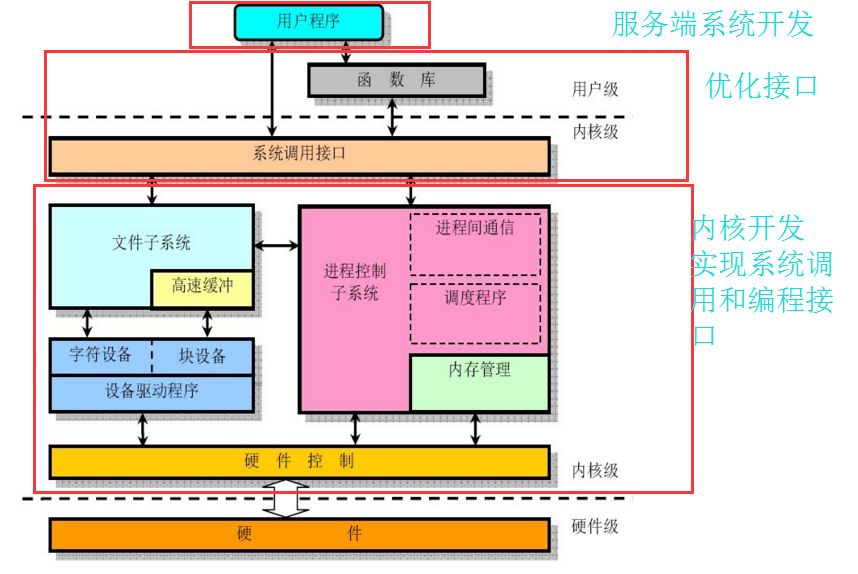 用户程序
服务端系统开发
函 数 库
用户级
优化接口
内核级
系统调用接口
文件子系统
高速缓冲
进程控制
子系统
进程间通信
调度程序
内存管理
内核开发
实现系统调
用和编程接
口
字符设备
块设备
设备驱动程序
硬 件 控 制
内核级
硬 件
硬件级